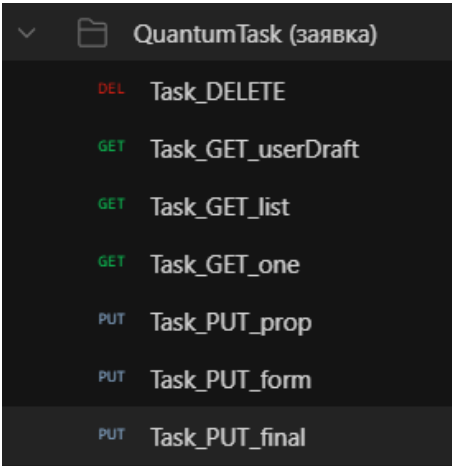 QuantumTask (заявка)
DEL Task_DELETE
GET Task_GET_userDraft
GET Task_GET_list
GET Task_GET_one
PUT Task_PUT_prop
PUT Task_PUT_form
PUT Task_PUT_final